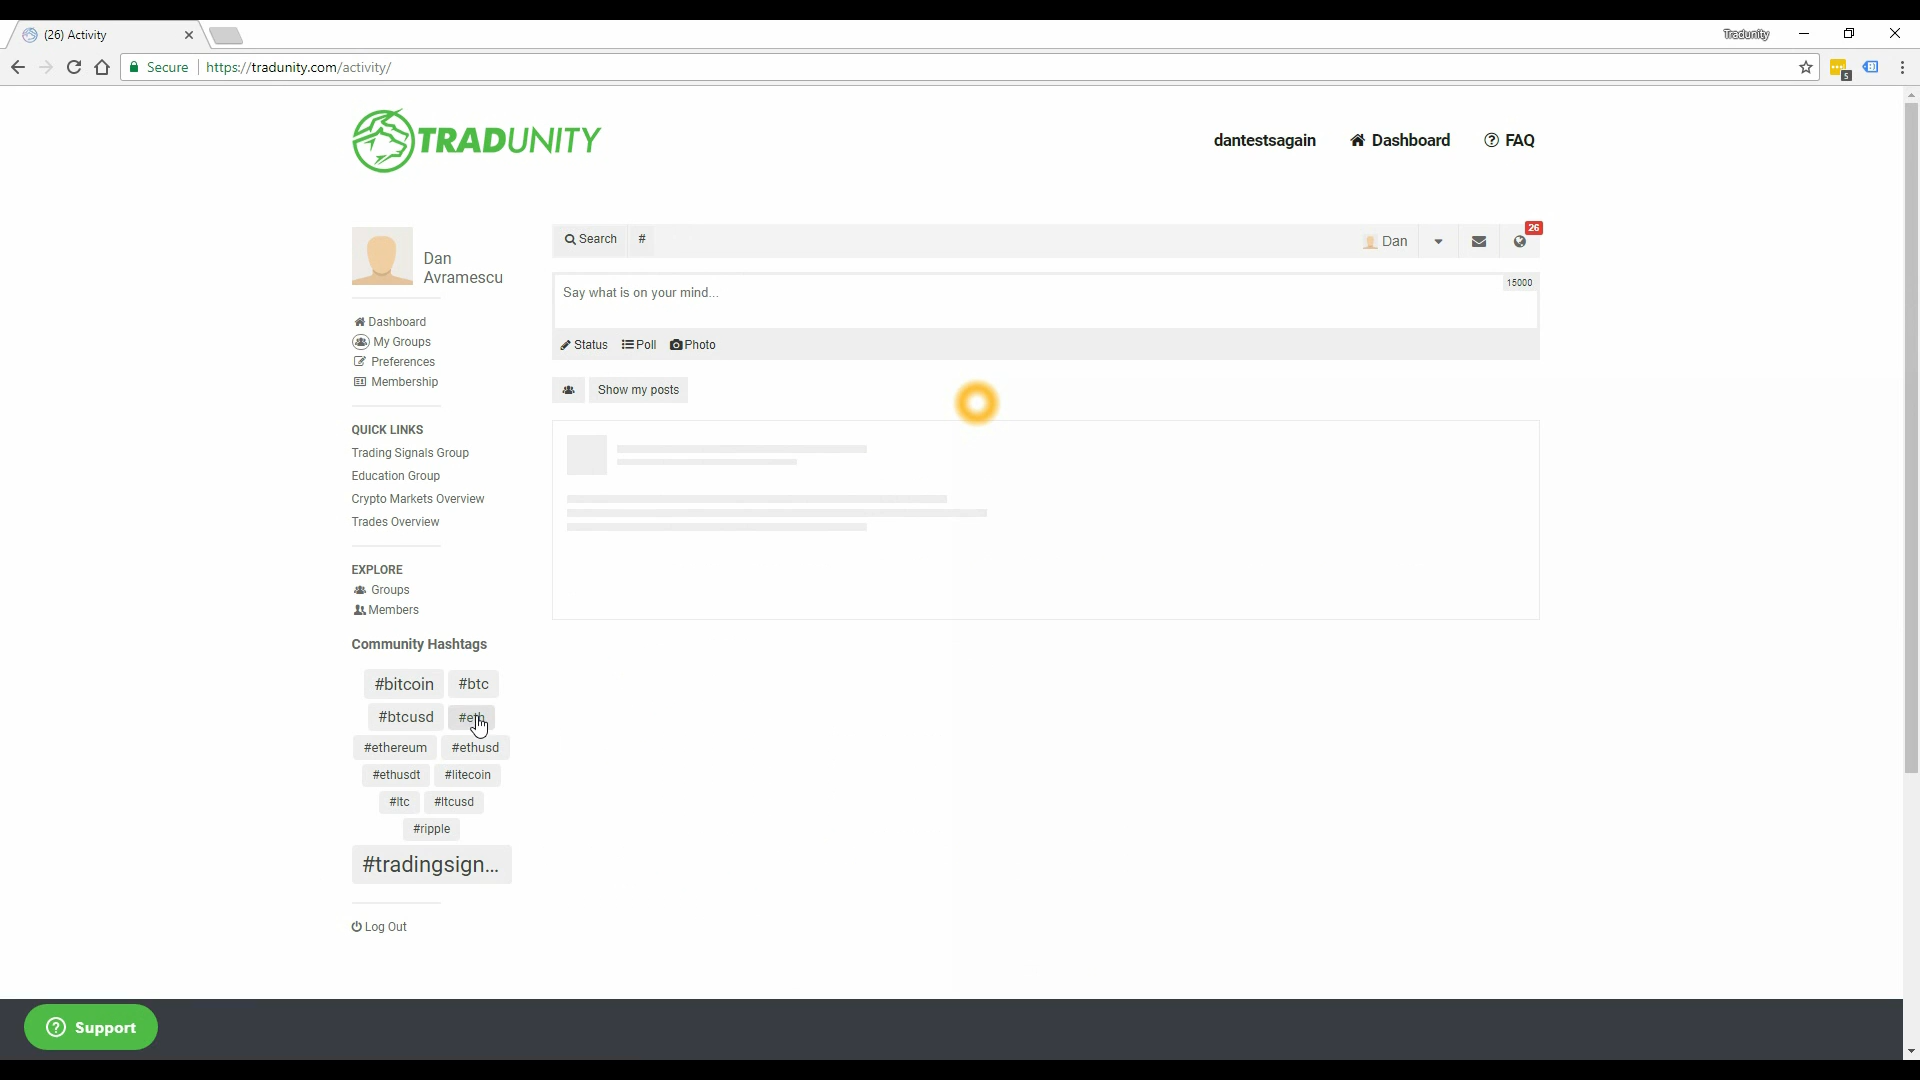 (26) Activity
Tradunity
Secure https://tradunity.com/activity/
5
TRADUNITY
dantestsagain Dashboard FAQ
Dan Avramescu
Dashboard
My Groups
Preferences
Membership
QUICK LINKS
Trading Signals Group
Education Group
Crypto Markets Overview
Trades Overview
EXPLORE
Groups
Members
Community Hashtags
#bitcoin #btc
#btcusd #eth
#ethereum #ethusd
#ethusdt #litecoin
#ltc #ltcusd
#ripple
#tradingsign...
Log Out
Search # Dan 26
Say what is on your mind... 15000
Status Poll Photo
Show my posts
Support